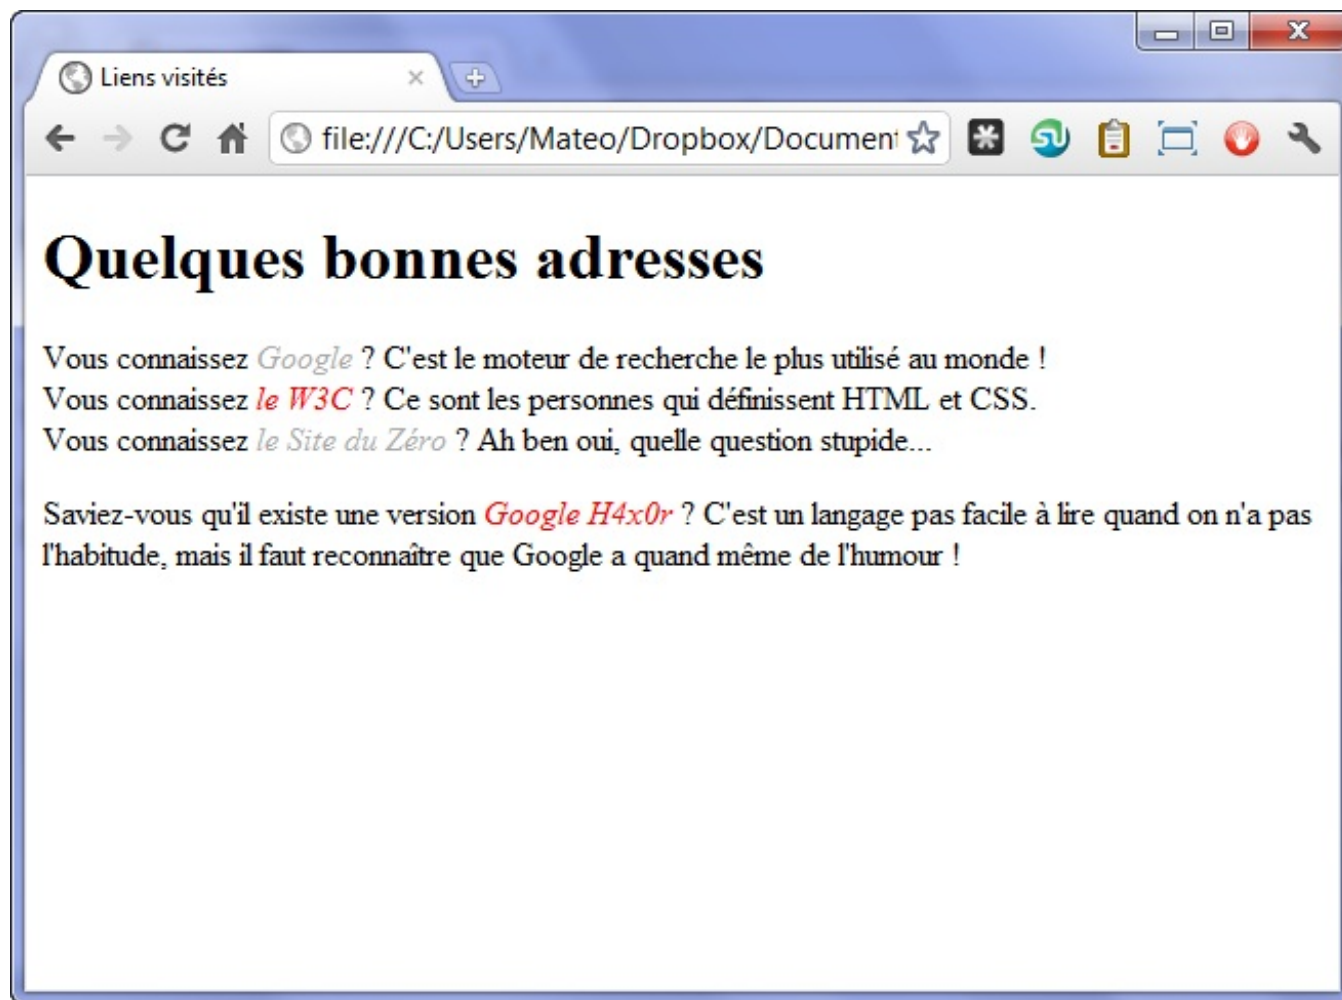 Liens visités
file:///C:/Users/Mateo/Dropbox/Document
Quelques bonnes adresses
Vous connaissez Google ? C'est le moteur de recherche le plus utilisé au monde !
Vous connaissez le W3C ? Ce sont les personnes qui définissent HTML et CSS.
Vous connaissez le Site du Zéro ? Ah ben oui, quelle question stupide...
Saviez-vous qu'il existe une version Google H4x0r ? C'est un langage pas facile à lire quand on n'a pas
l'habitude, mais il faut reconnaître que Google a quand même de l'humour !